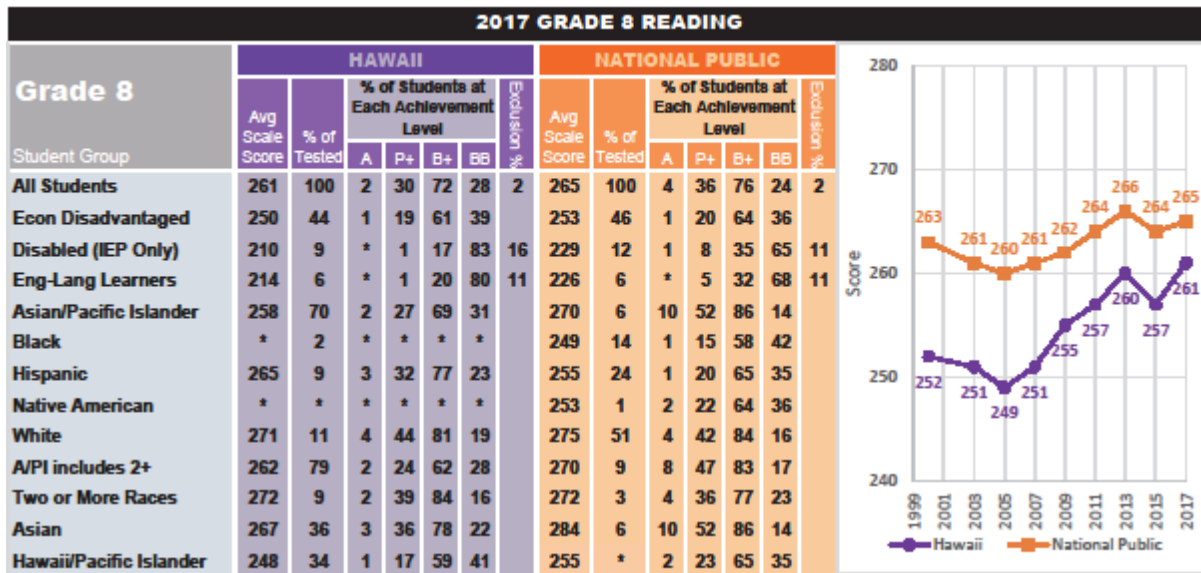 2017 GRADE 8 READING
Grade 8
Student Group
HAWAII
Avg Scale Score
% of Tested
% of Students at Each Achievement Level
A P+ B+ BB
Exclusion %
NATIONAL PUBLIC
Avg Scale Score
% of Tested
% of Students at Each Achievement Level
A P+ B+ BB
Exclusion %
All Students 261 100 2 30 72 28 2 265 100 4 36 76 24 2
Econ Disadvantaged 250 44 1 19 61 39 253 46 1 20 64 36
Disabled (IEP Only) 210 9 * 1 17 83 16 229 12 1 8 35 65 11
Eng-Lang Learners 214 6 * 1 20 80 11 226 6 * 5 32 68 11
Asian/Pacific Islander 258 70 2 27 69 31 270 6 10 52 86 14
Black * 2 * * * * 249 14 1 15 58 42
Hispanic 265 9 3 32 77 23 255 24 1 20 65 35
Native American * * * * * * 253 1 2 22 64 36
White 271 11 4 44 81 19 275 51 4 42 84 16
A/PI includes 2+ 262 79 2 24 62 28 270 9 8 47 83 17
Two or More Races 272 9 2 39 84 16 272 3 4 36 77 23
Asian 267 36 3 36 78 22 284 6 10 52 86 14
Hawaii/Pacific Islander 248 34 1 17 59 41 255 * 2 23 65 35
280
270
260
250
240
Score
263 261 260 261 262 264 266 264 265
252 251 249 251 255 257 260 257 261
1999 2001 2003 2005 2007 2009 2011 2013 2015 2017
Hawaii National Public